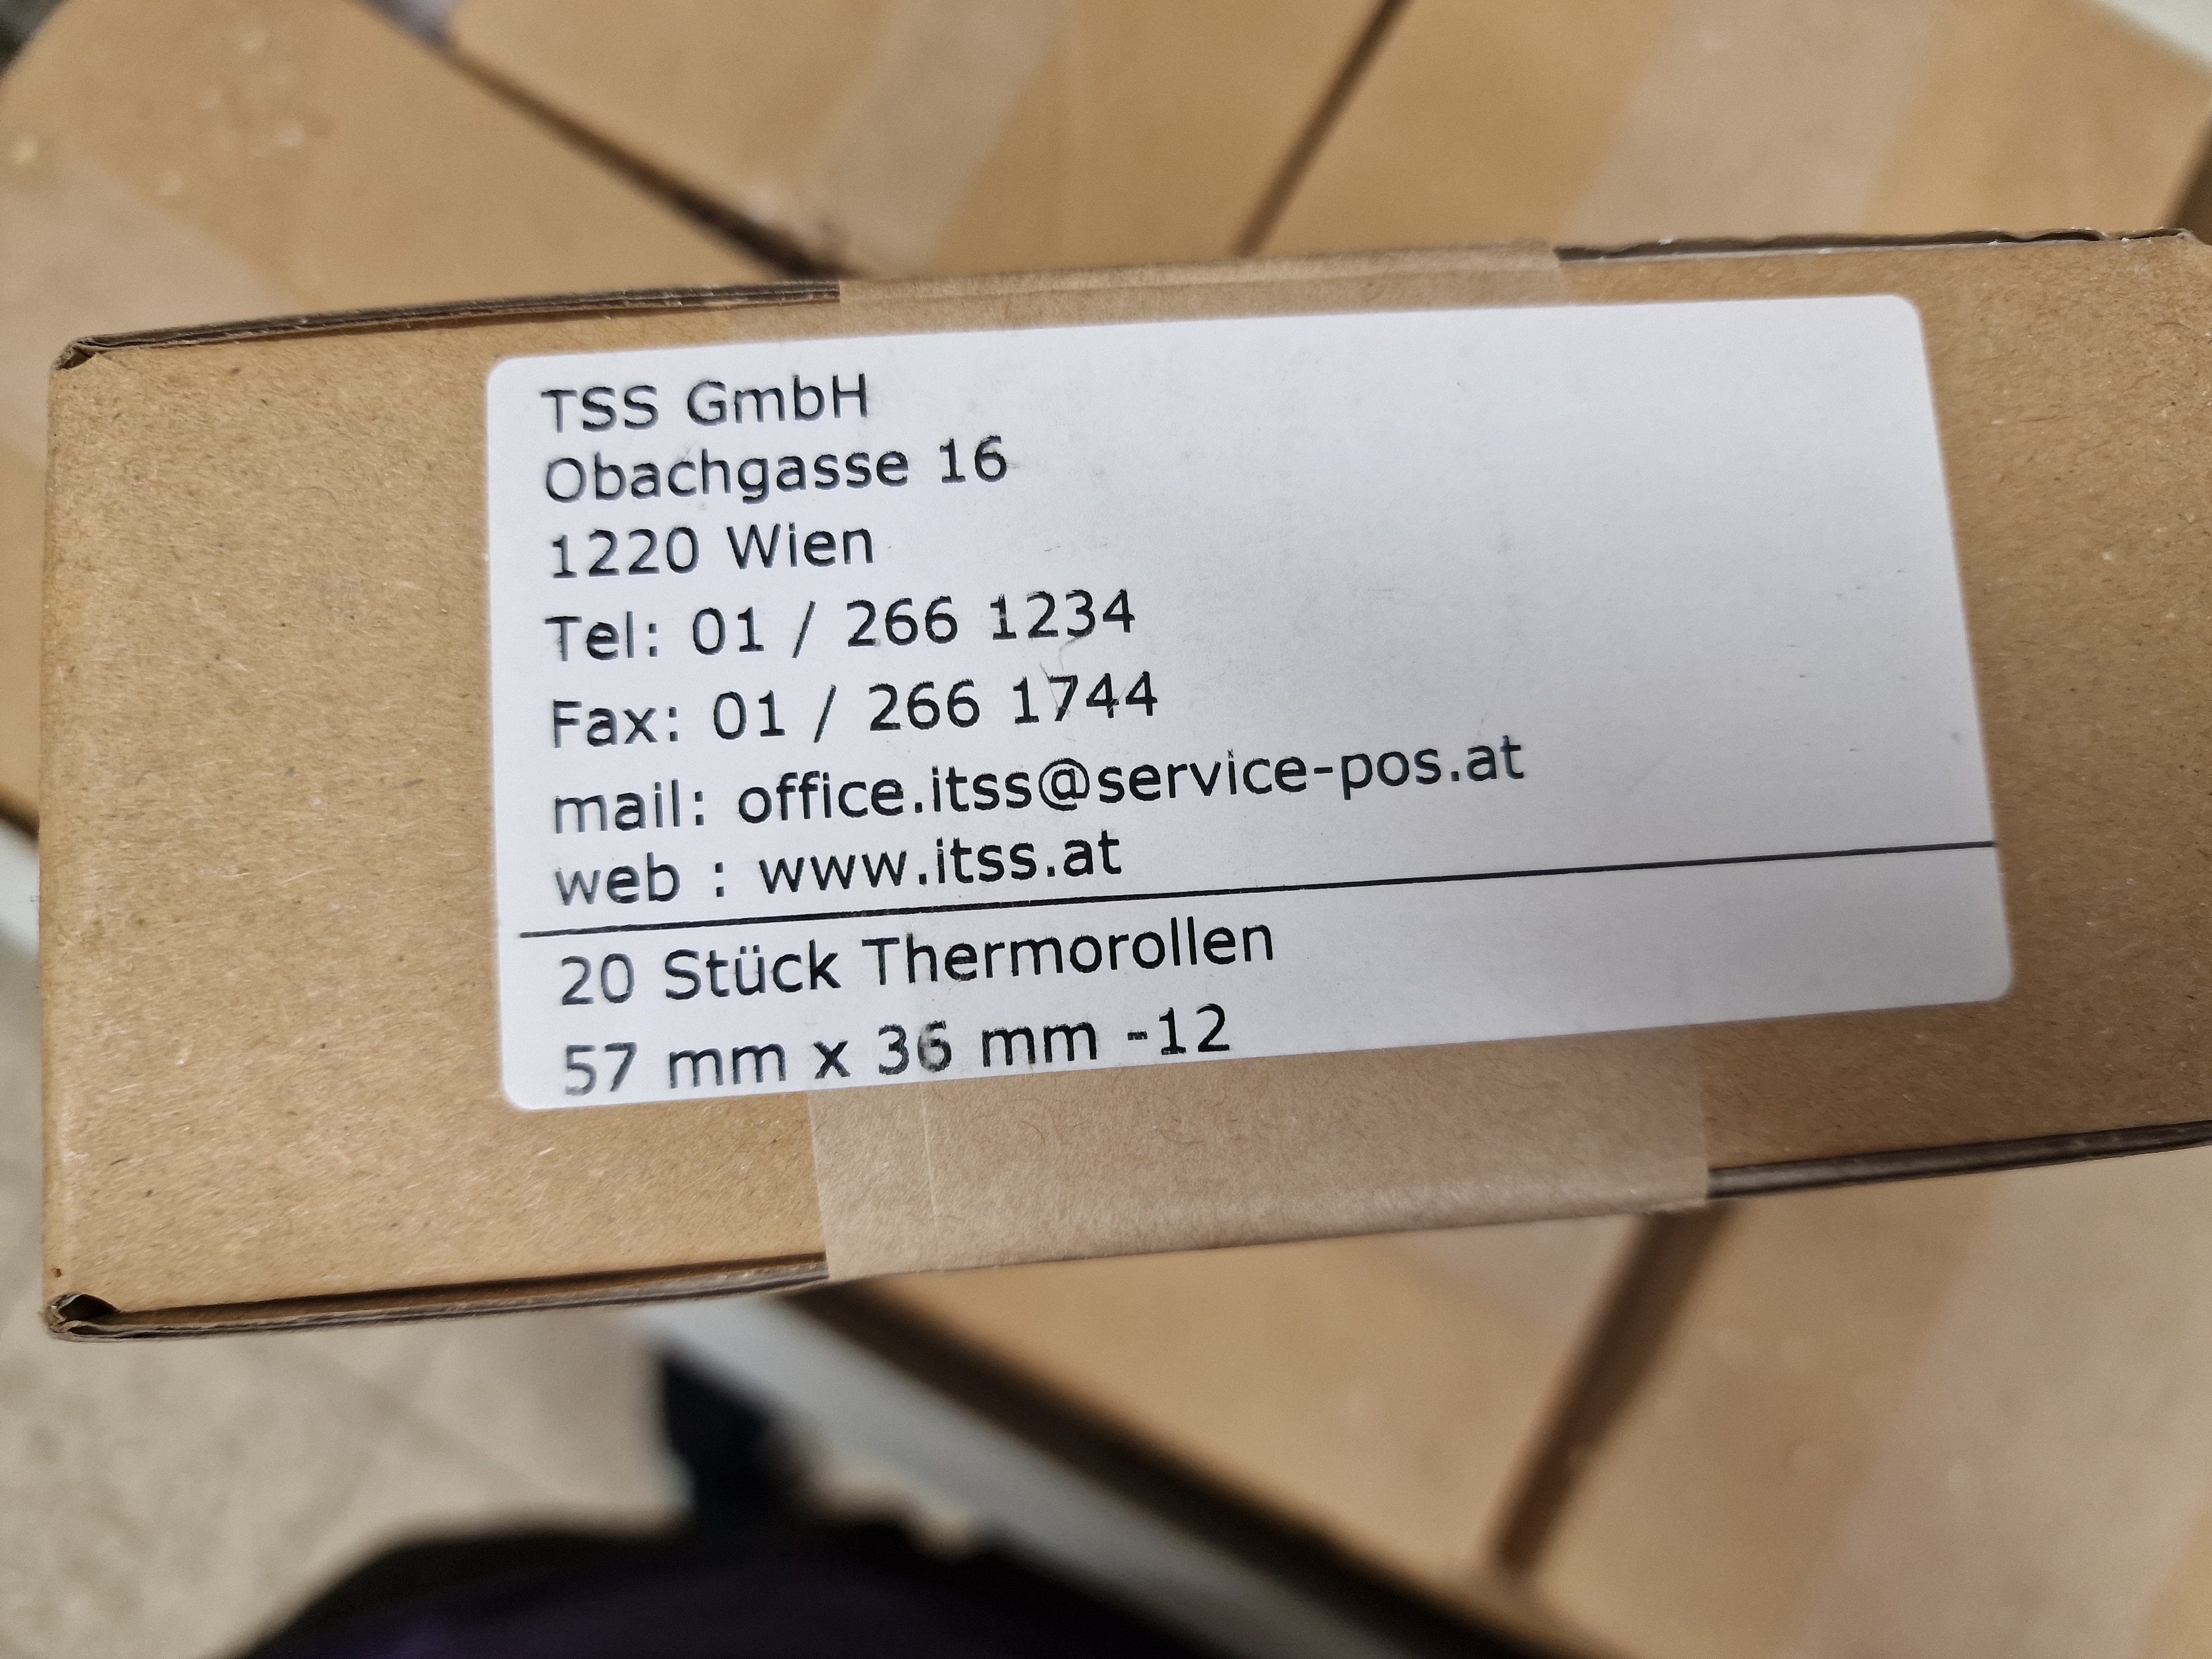 TSS GmbH
Obachgasse 16
1220 Wien
Tel: 01 / 266 1234
Fax: 01 / 266 1744
mail: office.itss@service-pos.at
web : www.itss.at
20 Stück Thermorollen
57 mm x 36 mm -12